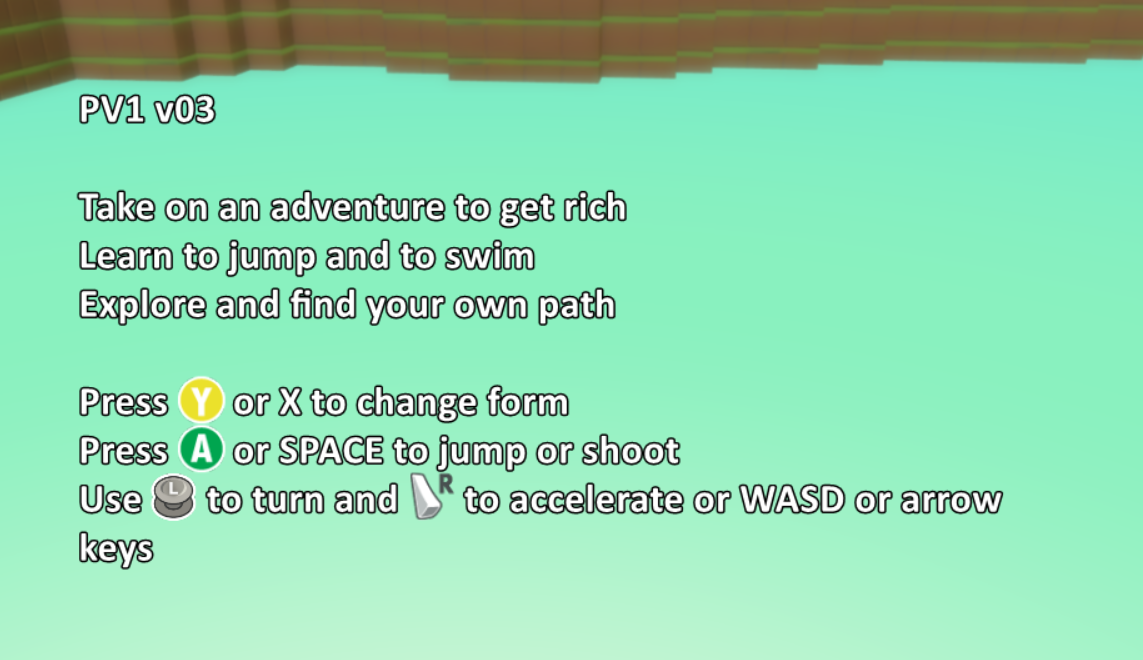 PV1 v03
Take on an adventure to get rich
Learn to jump and to swim
Explore and find your own path
Press Y or X to change form
Press A or SPACE to jump or shoot
Use L to turn and R to accelerate or WASD or arrow
keys